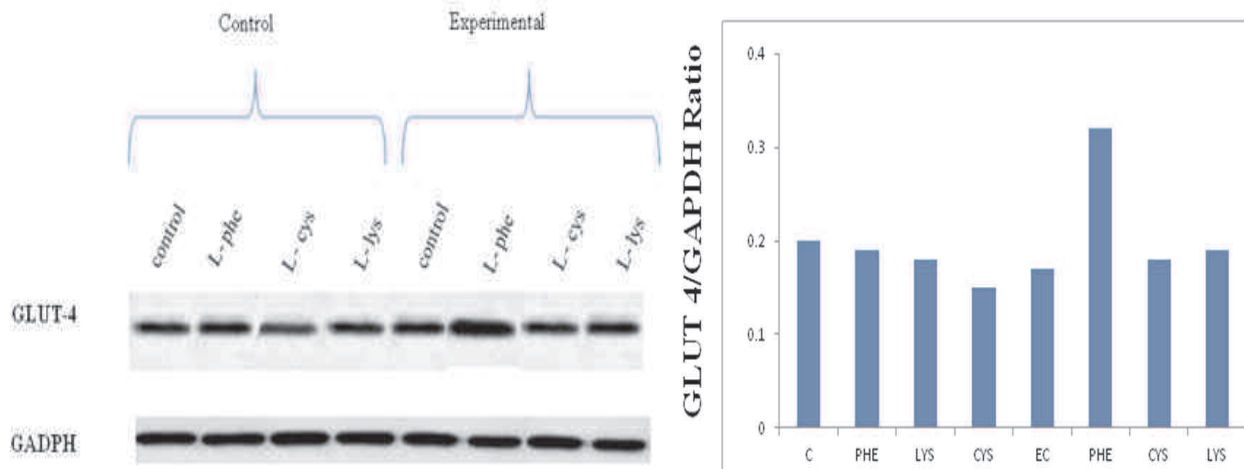 Control Experimental
control L- phe L- cys L- lys control L- phe L- cys L- lys
GLUT-4
GADPH
GLUT 4/GAPDH Ratio
0.4
0.3
0.2
0.1
0
C PHE LYS CYS EC PHE CYS LYS